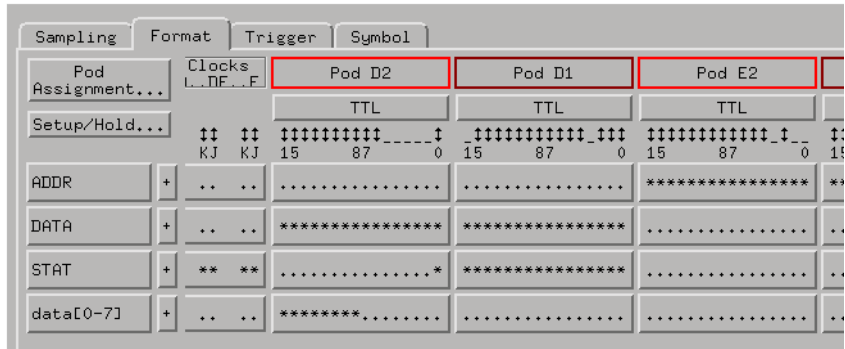 Sampling Format Trigger Symbol
Pod Assignment... Clocks Pod D2 Pod D1 Pod E2
TTL TTL TTL
Setup/Hold...
KJ KJ 15 87 0 15 87 0 15 87 0
ADDR + .. .. ................ ................ ****************
DATA + .. .. **************** **************** ................
STAT + ** ** ...............* **************** ................
data[0-7] + .. .. ********........ ................ ................